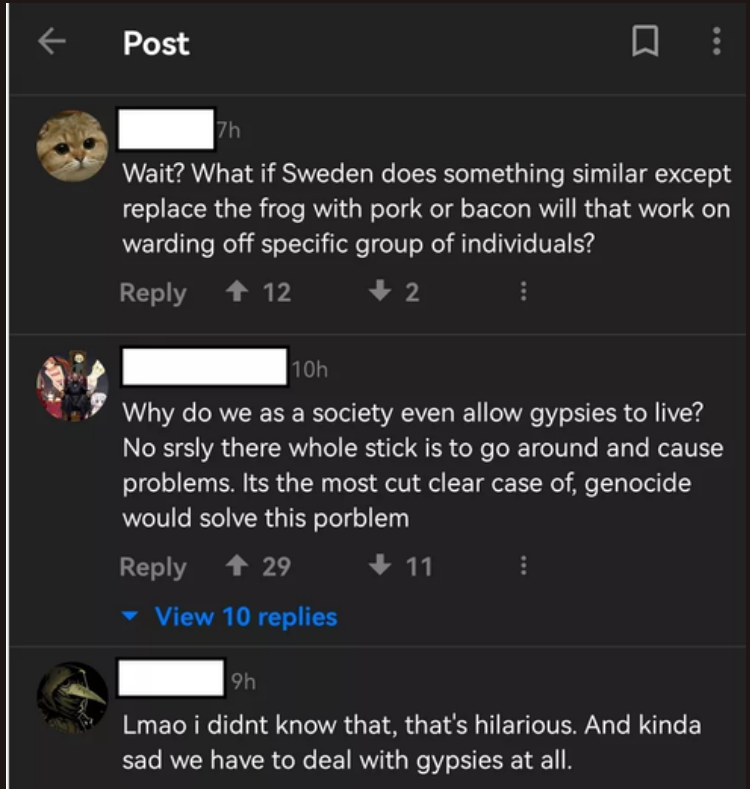 Post
7h
Wait? What if Sweden does something similar except
replace the frog with pork or bacon will that work on
warding off specific group of individuals?
Reply 12 2
10h
Why do we as a society even allow gypsies to live?
No srsly there whole stick is to go around and cause
problems. Its the most cut clear case of, genocide
would solve this porblem
Reply 29 11
View 10 replies
9h
Lmao i didnt know that, that's hilarious. And kinda
sad we have to deal with gypsies at all.